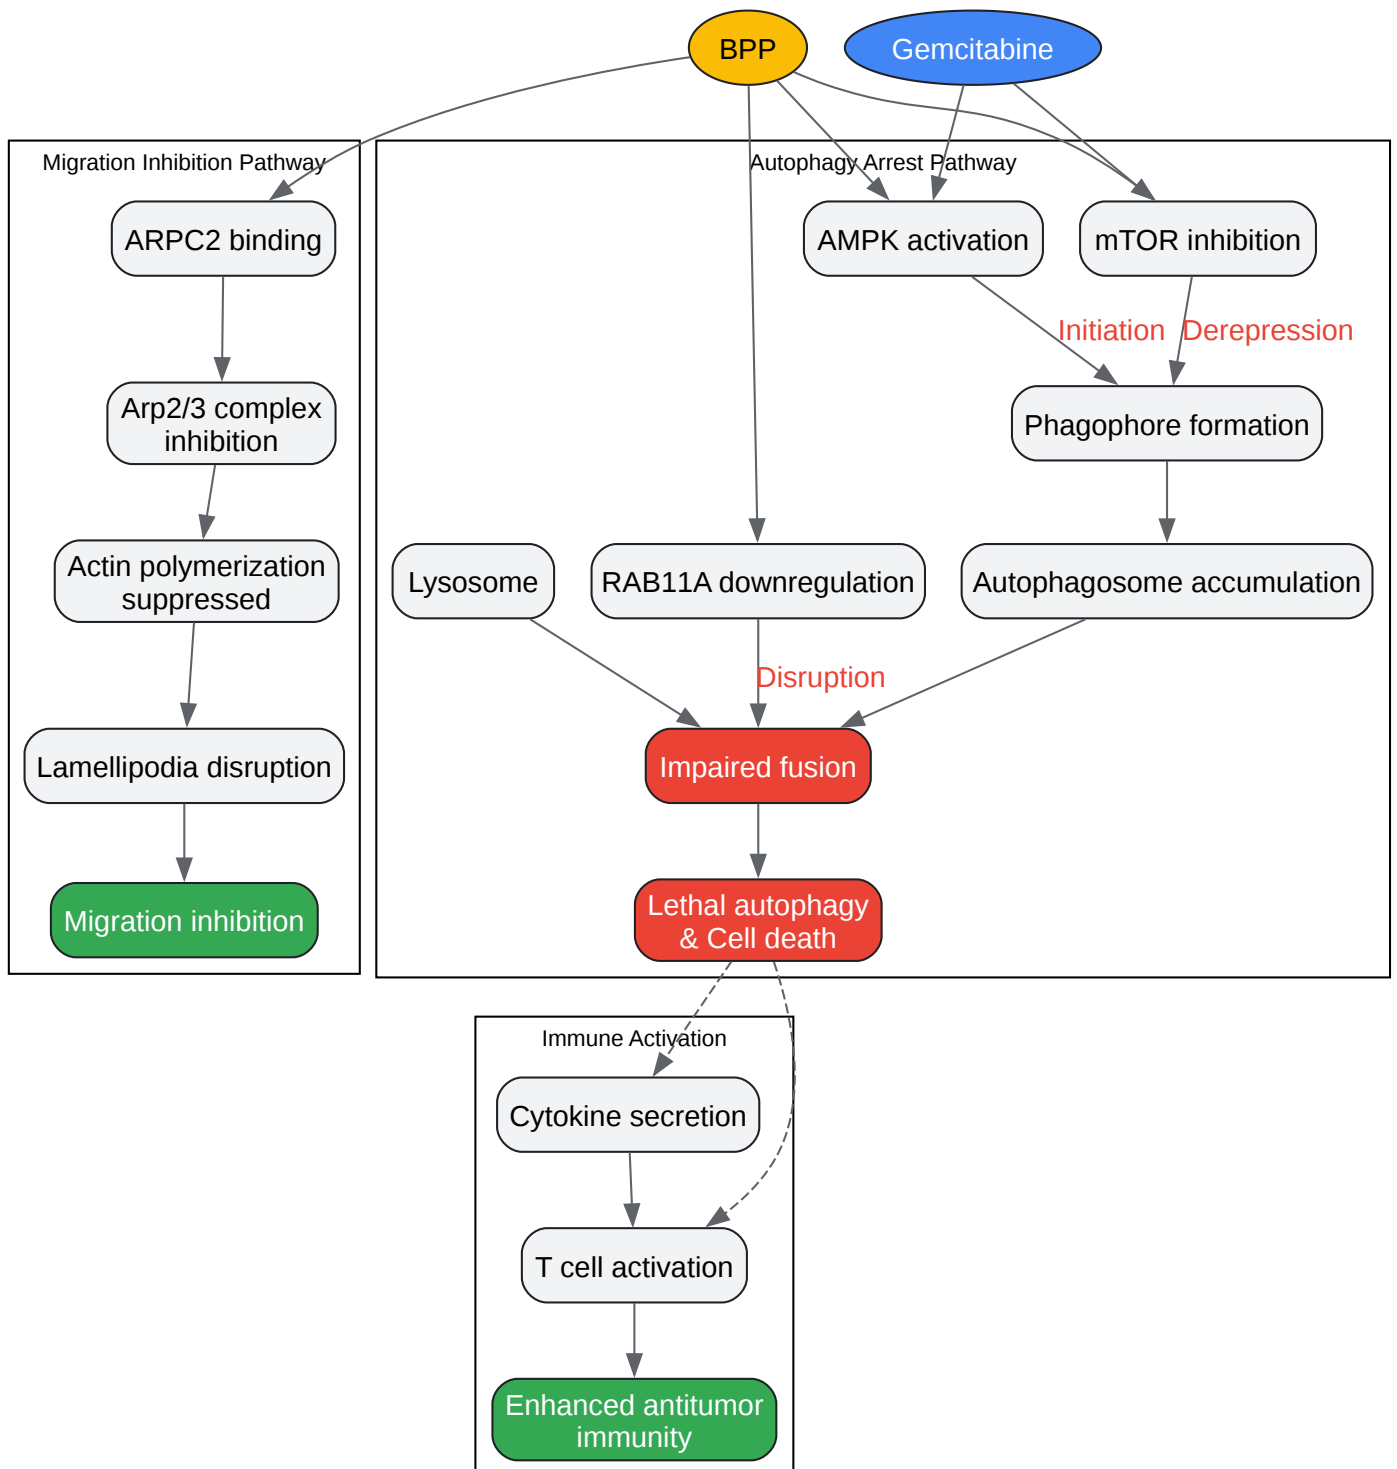 BPP
Gemcitabine
Migration Inhibition Pathway
Autophagy Arrest Pathway
ARPC2 binding
AMPK activation
mTOR inhibition
Initiation
Derepression
Arp2/3 complex
inhibition
Phagophore formation
Actin polymerization
suppressed
Lysosome
RAB11A downregulation
Autophagosome accumulation
Disruption
Lamellipodia disruption
Impaired fusion
Migration inhibition
Lethal autophagy
& Cell death
Immune Activation
Cytokine secretion
T cell activation
Enhanced antitumor
immunity